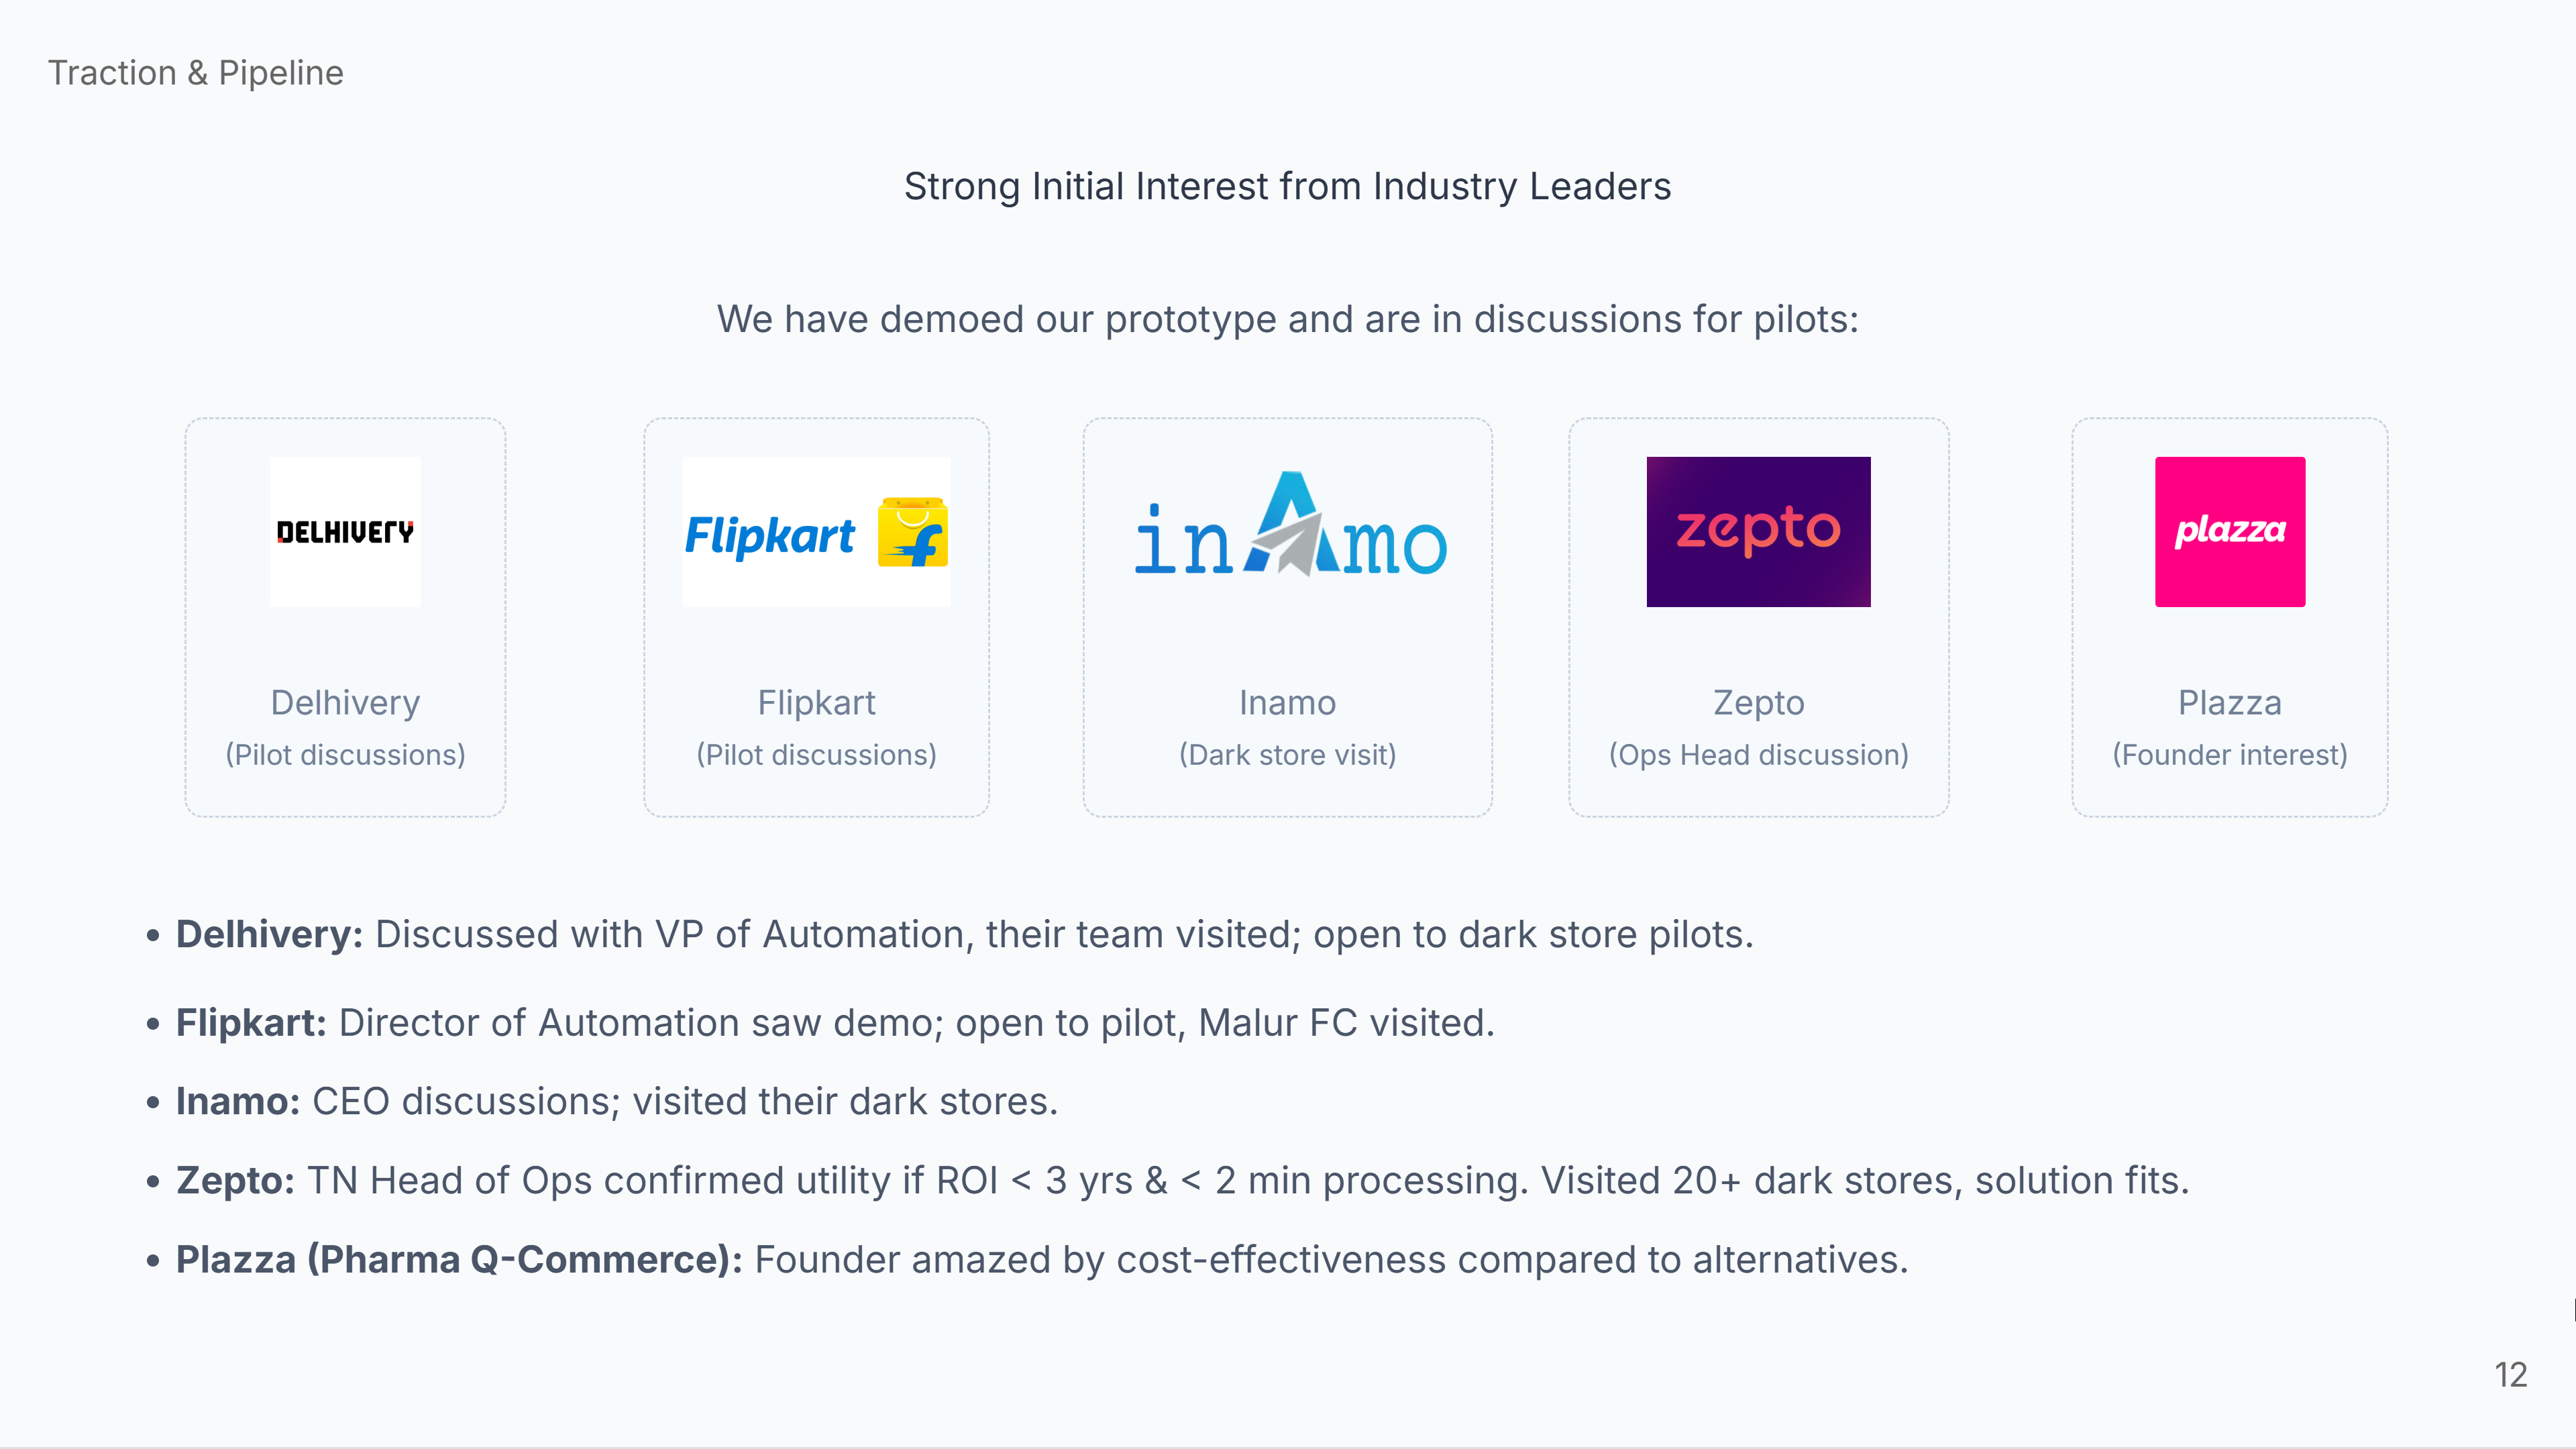 Traction & Pipeline
Strong Initial Interest from Industry Leaders
We have demoed our prototype and are in discussions for pilots:
DELHIVERY
Flipkart
inAmo
zepto
plazza
Delhivery
(Pilot discussions)
Flipkart
(Pilot discussions)
Inamo
(Dark store visit)
Zepto
(Ops Head discussion)
Plazza
(Founder interest)
• Delhivery: Discussed with VP of Automation, their team visited; open to dark store pilots.
• Flipkart: Director of Automation saw demo; open to pilot, Malur FC visited.
• Inamo: CEO discussions; visited their dark stores.
• Zepto: TN Head of Ops confirmed utility if ROI < 3 yrs & < 2 min processing. Visited 20+ dark stores, solution fits.
• Plazza (Pharma Q-Commerce): Founder amazed by cost-effectiveness compared to alternatives.
12